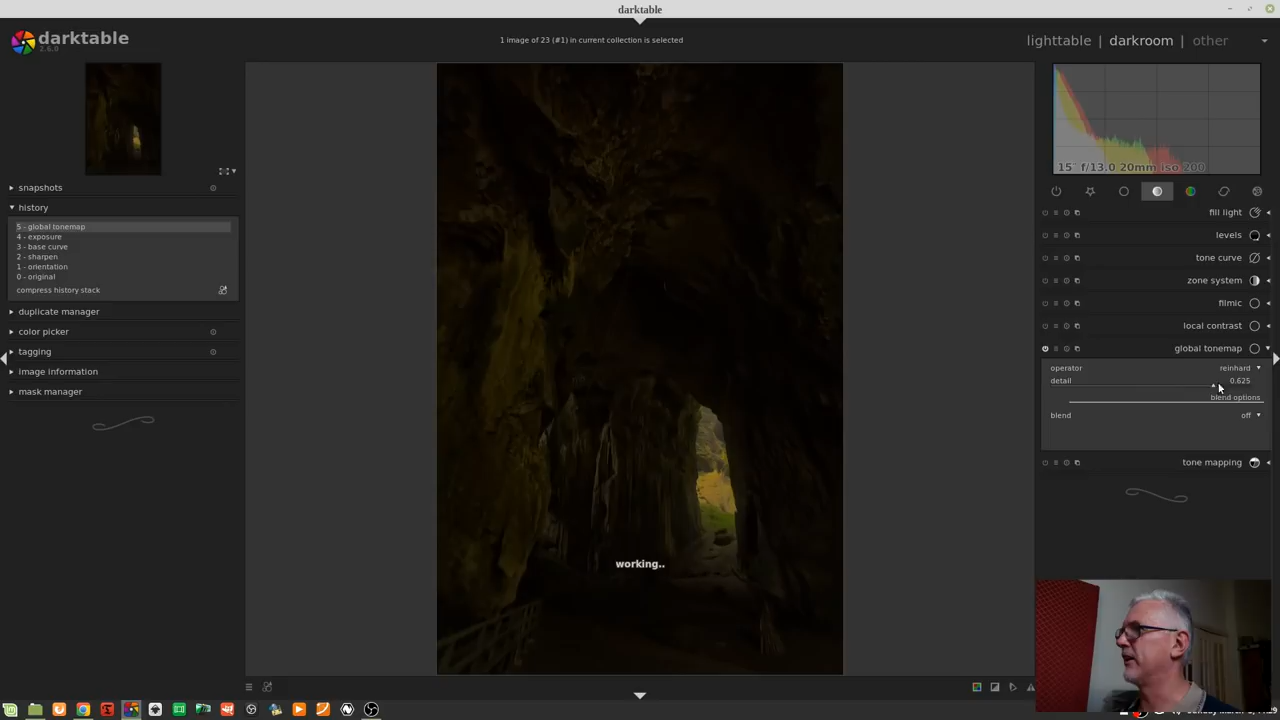 darktable
darktable
2.6.0
1 image of 23 (#1) in current collection is selected
lighttable | darkroom | other
snapshots
history
5 - global tonemap
4 - exposure
3 - base curve
2 - sharpen
1 - orientation
0 - original
compress history stack
duplicate manager
color picker
tagging
image information
mask manager
working..
15" f/13.0 20mm iso 200
fill light
levels
tone curve
zone system
filmic
local contrast
global tonemap
operator reinhard
detail 0.625
blend options
blend off
tone mapping